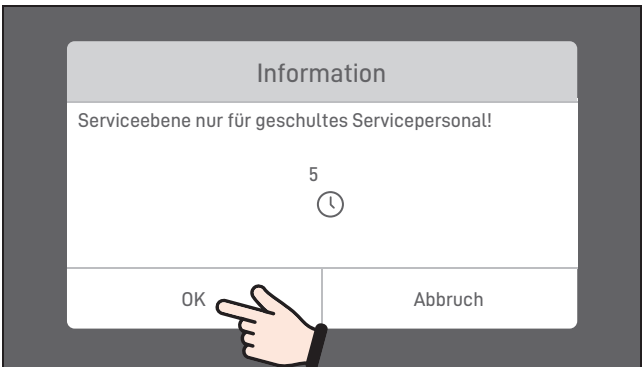 Information
Serviceebene nur für geschultes Servicepersonal!
5
OK
Abbruch